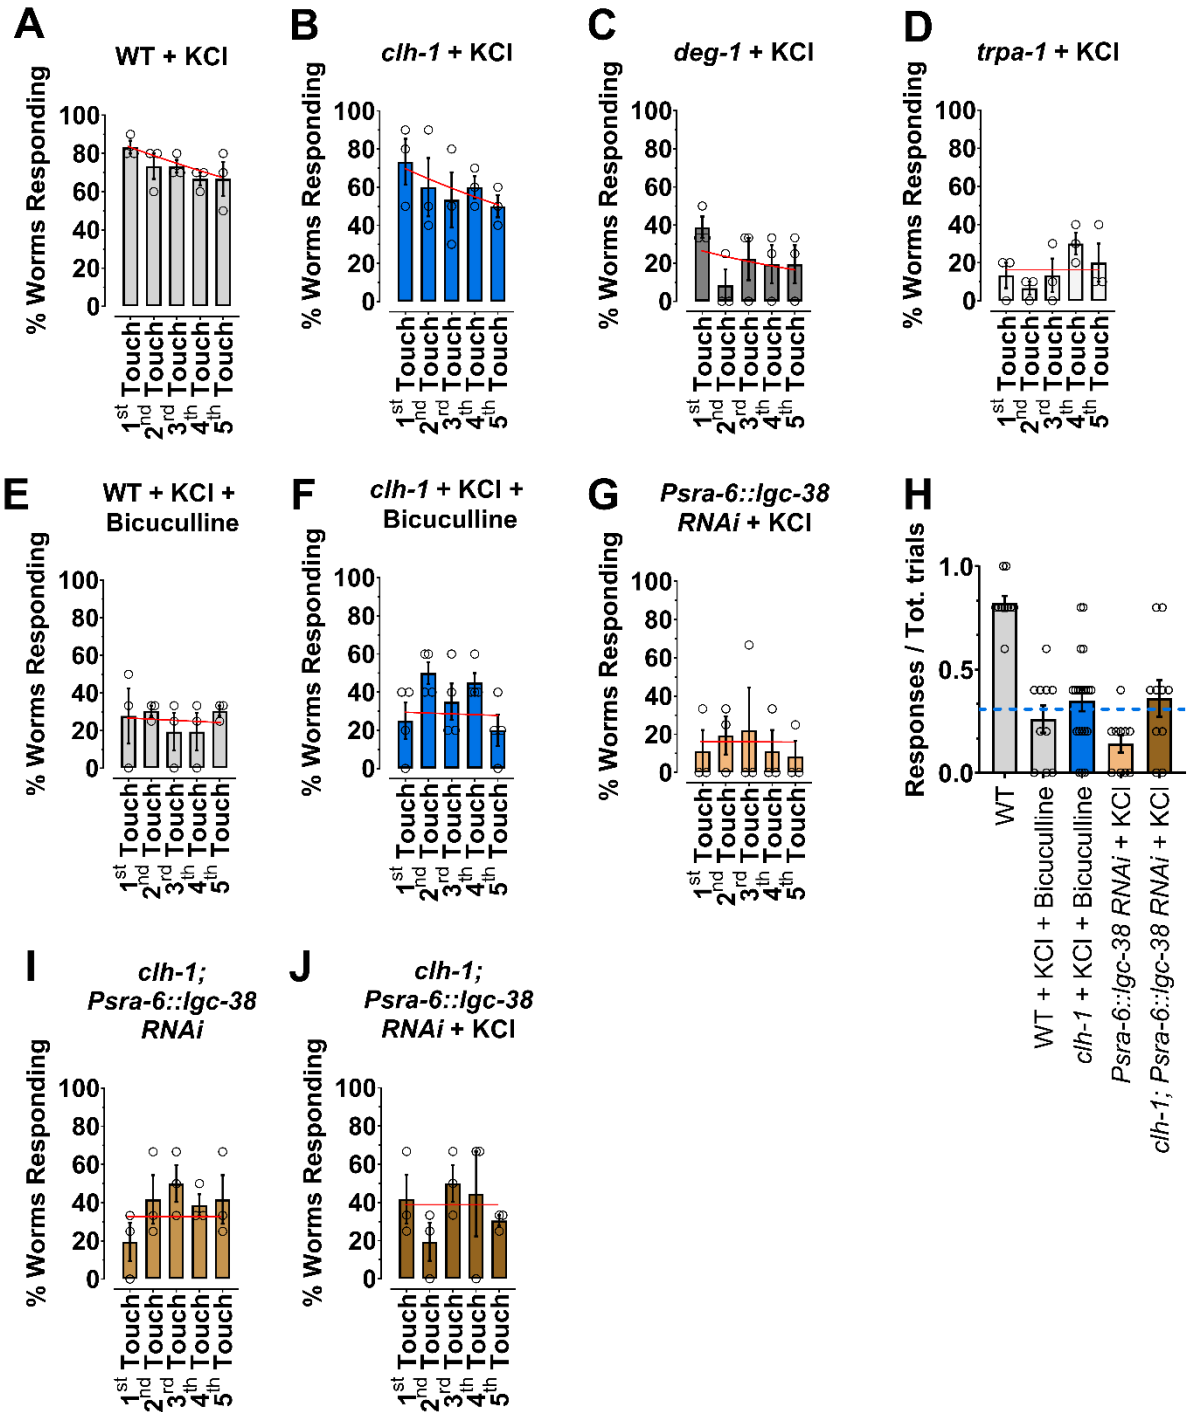 A
WT + KCl
% Worms Responding
100
80
60
40
20
0
1st Touch
2nd Touch
3rd Touch
4th Touch
5th Touch
B
clh-1 + KCl
% Worms Responding
100
80
60
40
20
0
1st Touch
2nd Touch
3rd Touch
4th Touch
5th Touch
C
deg-1 + KCl
% Worms Responding
100
80
60
40
20
0
1st Touch
2nd Touch
3rd Touch
4th Touch
5th Touch
D
trpa-1 + KCl
% Worms Responding
100
80
60
40
20
0
1st Touch
2nd Touch
3rd Touch
4th Touch
5th Touch
E
WT + KCl +
Bicuculline
% Worms Responding
100
80
60
40
20
0
1st Touch
2nd Touch
3rd Touch
4th Touch
5th Touch
F
clh-1 + KCl +
Bicuculline
% Worms Responding
100
80
60
40
20
0
1st Touch
2nd Touch
3rd Touch
4th Touch
5th Touch
G
Psra-6::lgc-38
RNAi + KCl
% Worms Responding
100
80
60
40
20
0
1st Touch
2nd Touch
3rd Touch
4th Touch
5th Touch
H
Responses / Tot. trials
1.0
0.5
0.0
WT
WT + KCl + Bicuculline
clh-1 + KCl + Bicuculline
Psra-6::lgc-38 RNAi + KCl
clh-1; Psra-6::lgc-38 RNAi + KCl
I
clh-1;
Psra-6::lgc-38
RNAi
% Worms Responding
100
80
60
40
20
0
1st Touch
2nd Touch
3rd Touch
4th Touch
5th Touch
J
clh-1;
Psra-6::lgc-38
RNAi + KCl
% Worms Responding
100
80
60
40
20
0
1st Touch
2nd Touch
3rd Touch
4th Touch
5th Touch